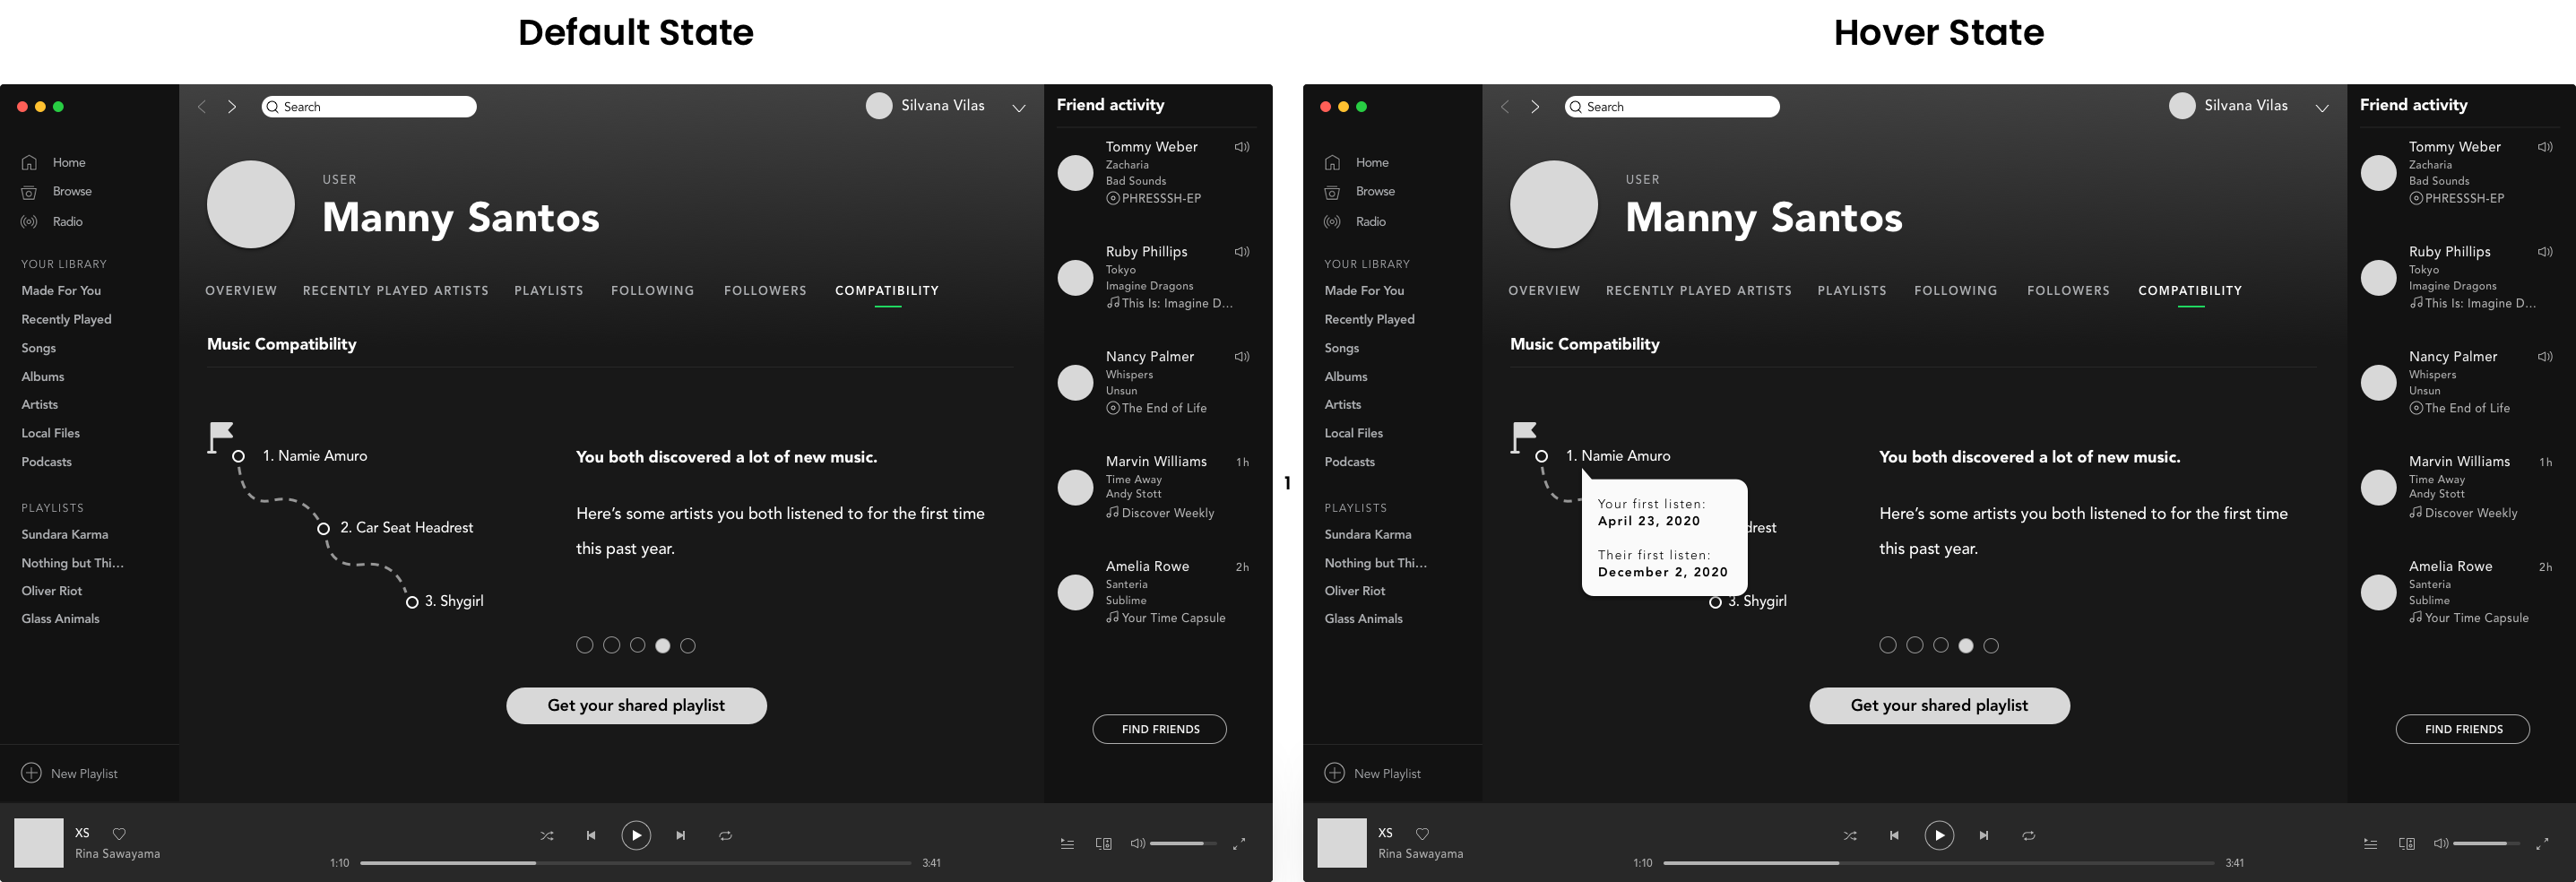 Default State
Search
Silvana Vilas
Home
Browse
Radio
YOUR LIBRARY
Made For You
Recently Played
Songs
Albums
Artists
Local Files
Podcasts
PLAYLISTS
Sundara Karma
Nothing but Thi...
Oliver Riot
Glass Animals
New Playlist
USER
Manny Santos
OVERVIEW RECENTLY PLAYED ARTISTS PLAYLISTS FOLLOWING FOLLOWERS COMPATIBILITY
Music Compatibility
1. Namie Amuro
2. Car Seat Headrest
3. Shygirl
You both discovered a lot of new music.
Here’s some artists you both listened to for the first time
this past year.
Get your shared playlist
Friend activity
Tommy Weber
Zacharia
Bad Sounds
PHRESSSH-EP
Ruby Phillips
Tokyo
Imagine Dragons
This Is: Imagine D...
Nancy Palmer
Whispers
Unsun
The End of Life
Marvin Williams 1h
Time Away
Andy Stott
Discover Weekly
Amelia Rowe 2h
Santeria
Sublime
Your Time Capsule
FIND FRIENDS
XS
Rina Sawayama
1:10 3:41
1
Hover State
Search
Silvana Vilas
Home
Browse
Radio
YOUR LIBRARY
Made For You
Recently Played
Songs
Albums
Artists
Local Files
Podcasts
PLAYLISTS
Sundara Karma
Nothing but Thi...
Oliver Riot
Glass Animals
New Playlist
USER
Manny Santos
OVERVIEW RECENTLY PLAYED ARTISTS PLAYLISTS FOLLOWING FOLLOWERS COMPATIBILITY
Music Compatibility
1. Namie Amuro
Your first listen:
April 23, 2020
Their first listen:
December 2, 2020
drest
3. Shygirl
You both discovered a lot of new music.
Here’s some artists you both listened to for the first time
this past year.
Get your shared playlist
Friend activity
Tommy Weber
Zacharia
Bad Sounds
PHRESSSH-EP
Ruby Phillips
Tokyo
Imagine Dragons
This Is: Imagine D...
Nancy Palmer
Whispers
Unsun
The End of Life
Marvin Williams 1h
Time Away
Andy Stott
Discover Weekly
Amelia Rowe 2h
Santeria
Sublime
Your Time Capsule
FIND FRIENDS
XS
Rina Sawayama
1:10 3:41